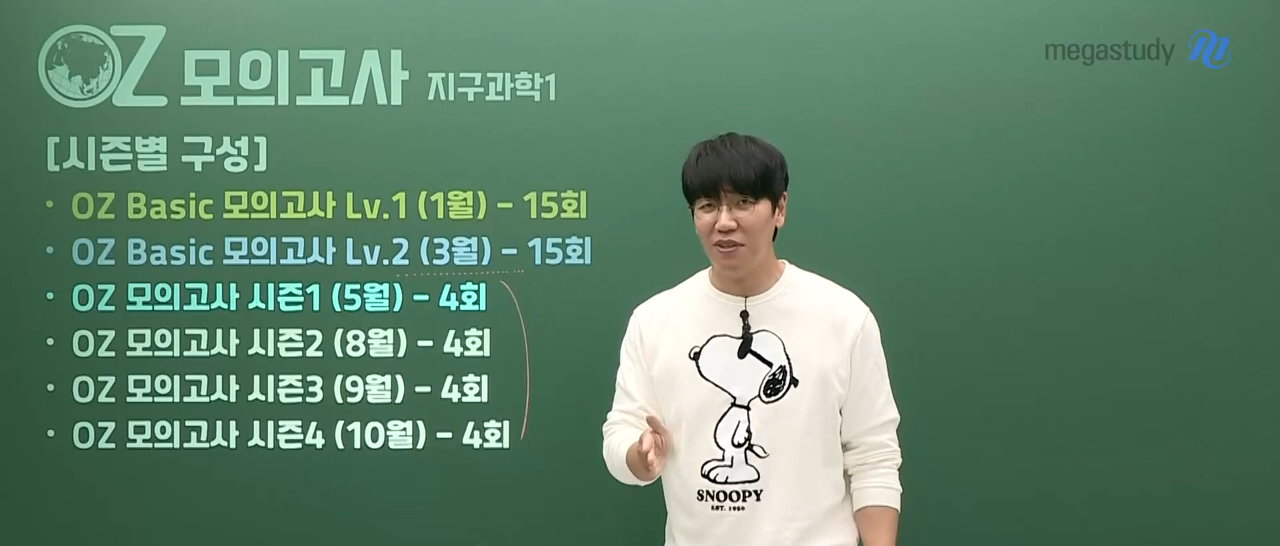 OZ 모의고사 지구과학1
megastudy
[시즌별 구성]
• OZ Basic 모의고사 Lv.1 (1월) – 15회
• OZ Basic 모의고사 Lv.2 (3월) – 15회
• OZ 모의고사 시즌1 (5월) – 4회
• OZ 모의고사 시즌2 (8월) – 4회
• OZ 모의고사 시즌3 (9월) – 4회
• OZ 모의고사 시즌4 (10월) – 4회
SNOOPY
EST. 1950